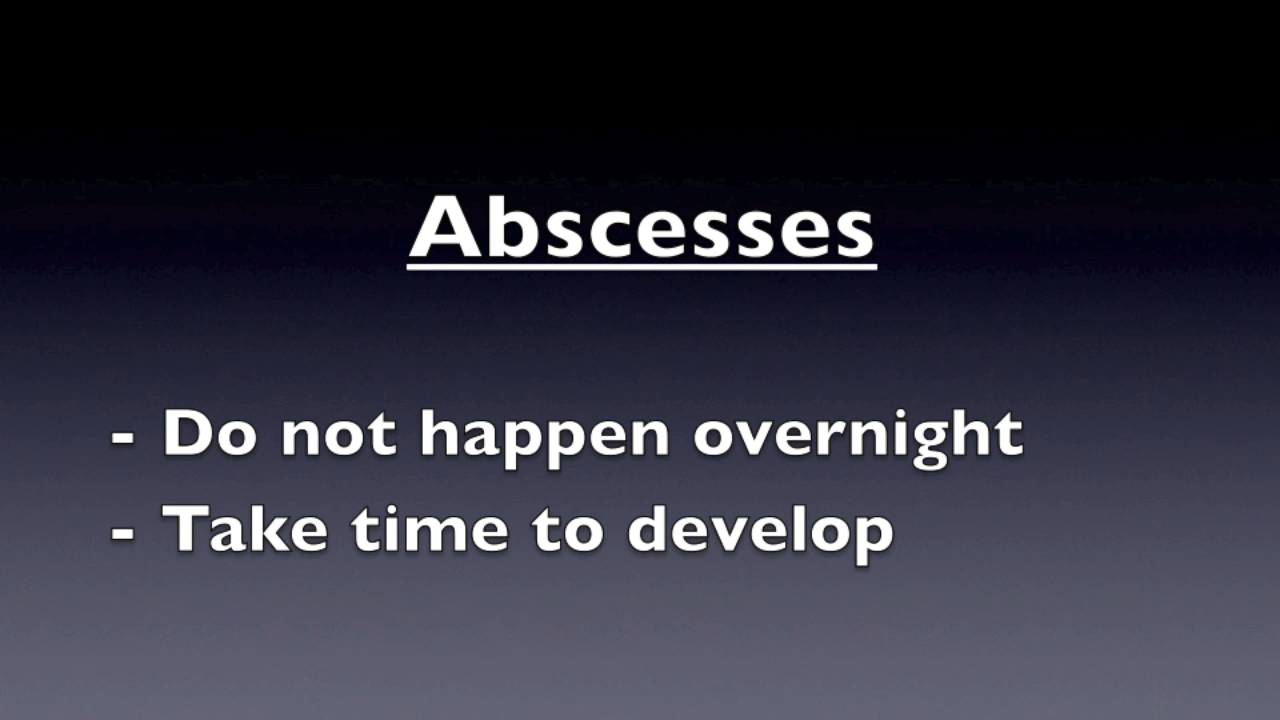 Abscesses
- Do not happen overnight
- Take time to develop